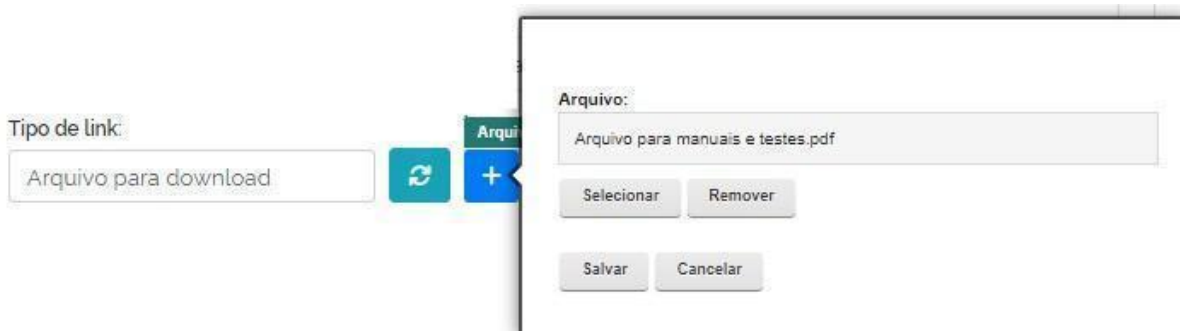 Tipo de link:
Arquivo para download
Arquivo:
Arquivo para manuais e testes.pdf
Selecionar
Remover
Salvar
Cancelar